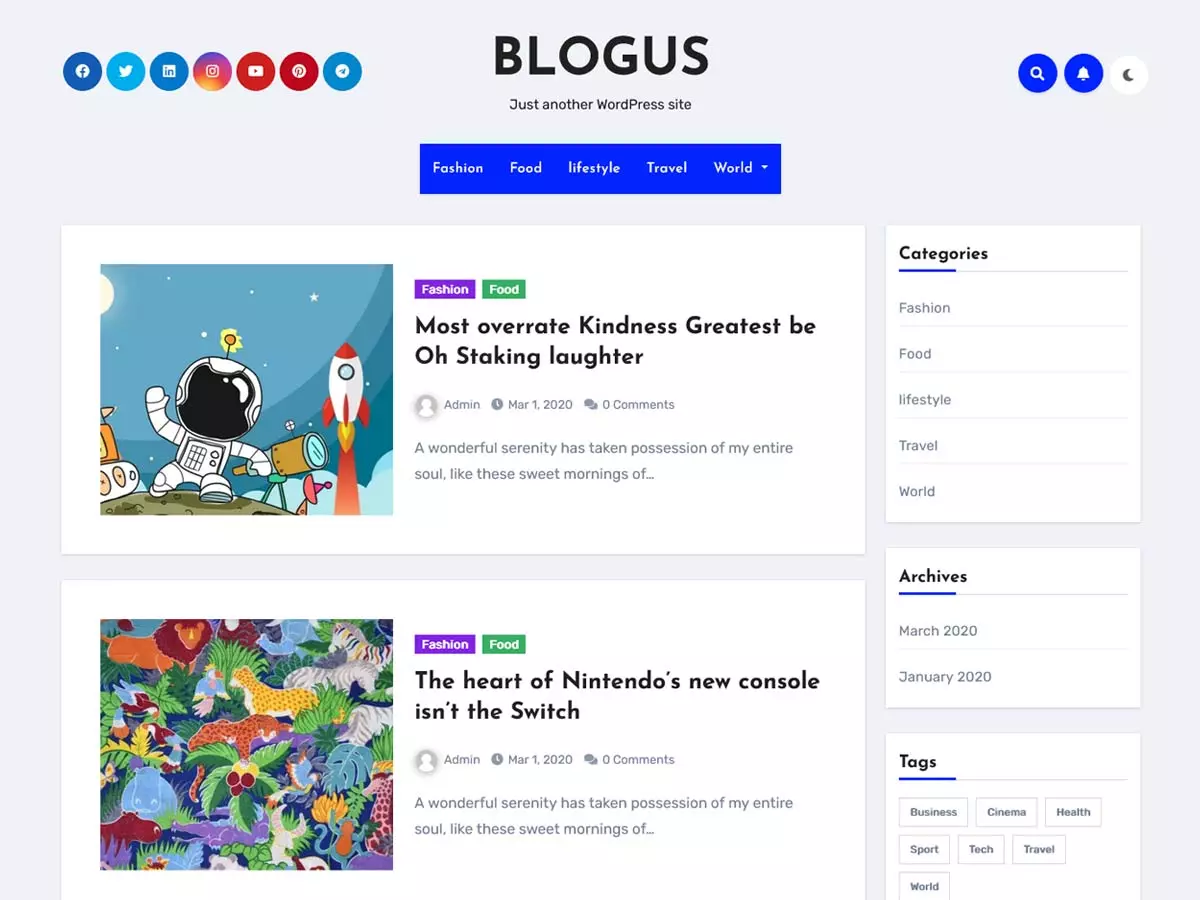 BLOGUS
Just another WordPress site
Fashion Food lifestyle Travel World
Fashion Food
Most overrate Kindness Greatest be
Oh Staking laughter
Admin Mar 1, 2020 0 Comments
A wonderful serenity has taken possession of my entire
soul, like these sweet mornings of...
Fashion Food
The heart of Nintendo's new console
isn't the Switch
Admin Mar 1, 2020 0 Comments
A wonderful serenity has taken possession of my entire
soul, like these sweet mornings of...
Categories
Fashion
Food
lifestyle
Travel
World
Archives
March 2020
January 2020
Tags
Business Cinema Health
Sport Tech Travel
World